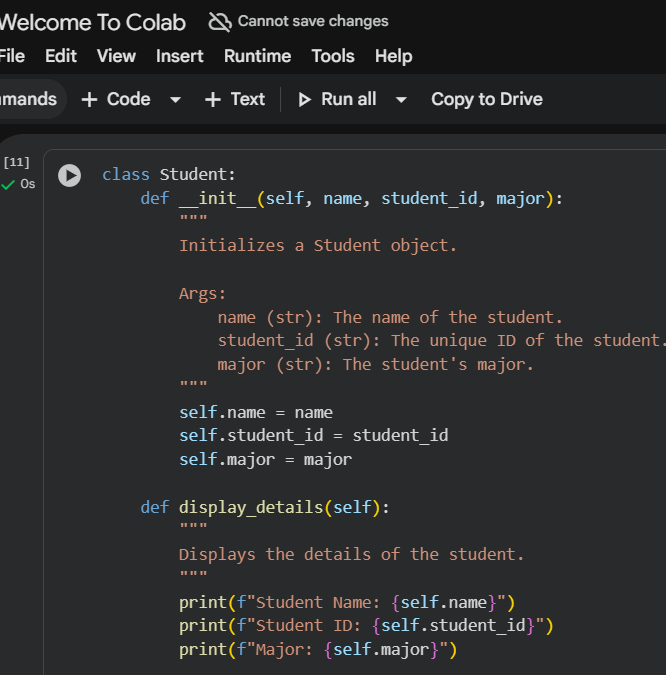 Welcome To Colab Cannot save changes
File Edit View Insert Runtime Tools Help
+ Code + Text Run all Copy to Drive
[11]
0s
class Student:
    def __init__(self, name, student_id, major):
        """
        Initializes a Student object.

        Args:
            name (str): The name of the student.
            student_id (str): The unique ID of the student.
            major (str): The student's major.
        """
        self.name = name
        self.student_id = student_id
        self.major = major

    def display_details(self):
        """
        Displays the details of the student.
        """
        print(f"Student Name: {self.name}")
        print(f"Student ID: {self.student_id}")
        print(f"Major: {self.major}")